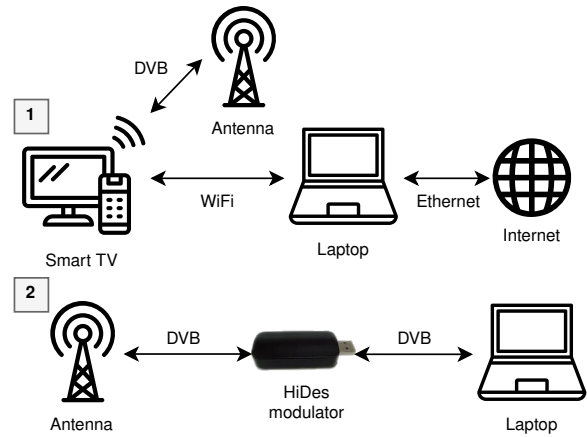 DVB
1
Antenna
WiFi
Ethernet
Laptop
Internet
Smart TV
2
DVB
DVB
HiDes
modulator
Antenna
Laptop